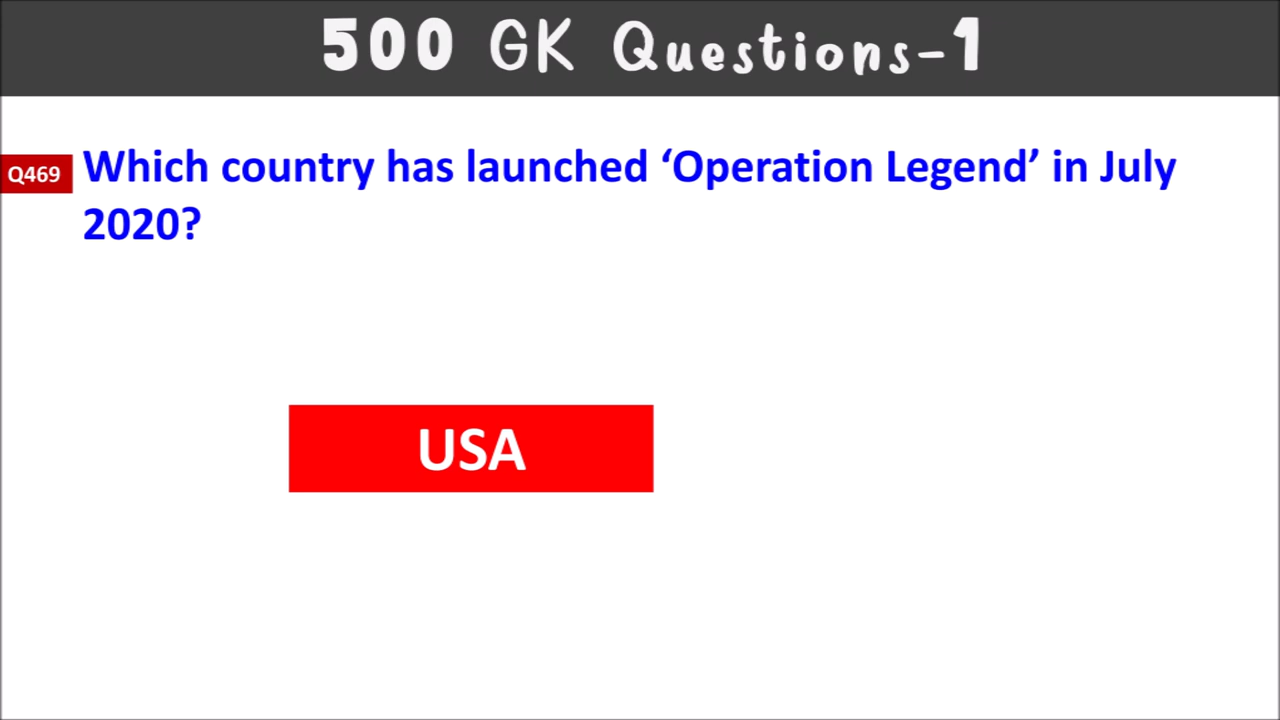 500 GK Questions-1
Q469
Which country has launched ‘Operation Legend’ in July
2020?
USA